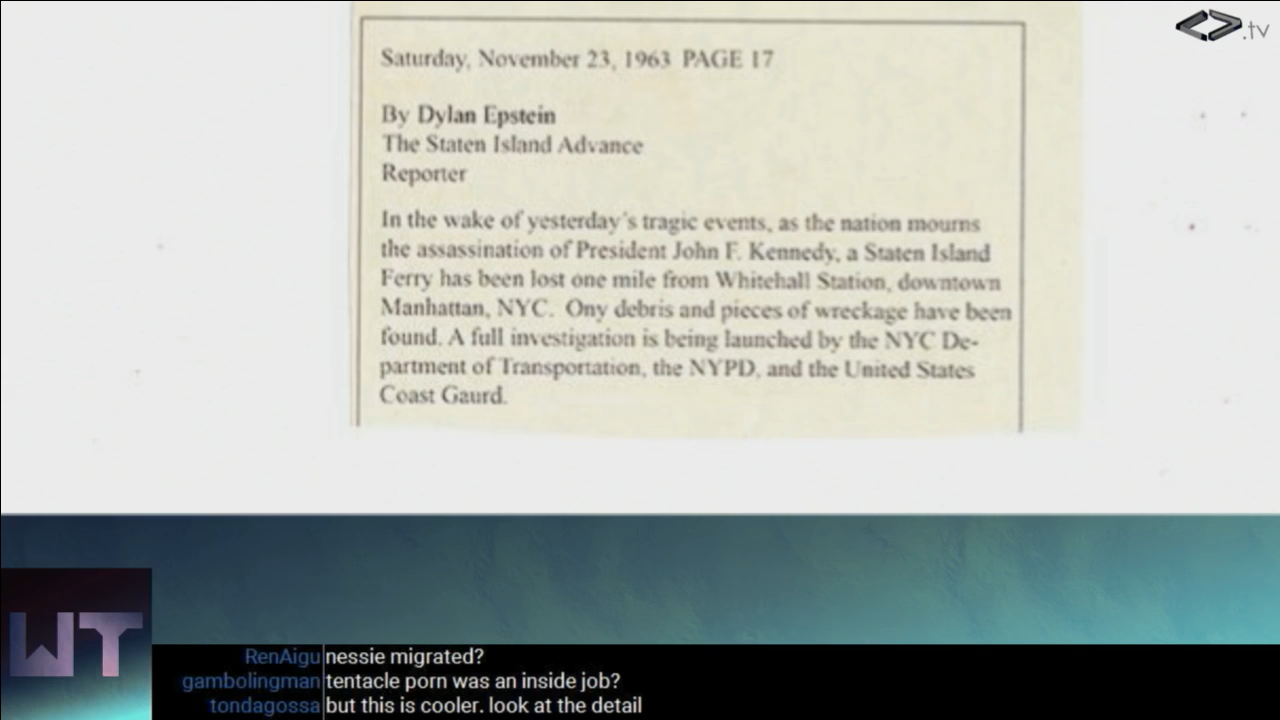 .tv
Saturday, November 23, 1963 PAGE 17
By Dylan Epstein
The Staten Island Advance
Reporter
In the wake of yesterday's tragic events, as the nation mourns
the assassination of President John F. Kennedy, a Staten Island
Ferry has been lost one mile from Whitehall Station, downtown
Manhattan, NYC. Ony debris and pieces of wreckage have been
found. A full investigation is being launched by the NYC De-
partment of Transportation, the NYPD, and the United States
Coast Gaurd.
WT
RenAigu nessie migrated?
gambolingman tentacle porn was an inside job?
tondagossa but this is cooler. look at the detail